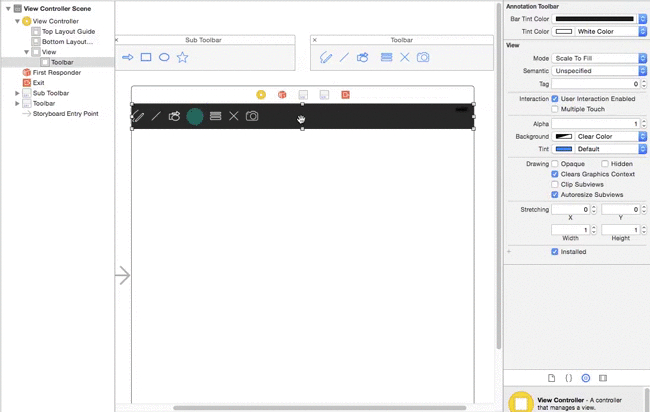 View Controller Scene
View Controller
Top Layout Guide
Bottom Layout...
View
Toolbar
First Responder
Exit
Sub Toolbar
Toolbar
Storyboard Entry Point
Sub Toolbar
Toolbar
Annotation Toolbar
Bar Tint Color
Tint Color White Color
View
Mode Scale To Fill
Semantic Unspecified
Tag 0
Interaction User Interaction Enabled
Multiple Touch
Alpha 1
Background Clear Color
Tint Default
Drawing Opaque Hidden
Clears Graphics Context
Clip Subviews
Autoresize Subviews
Stretching 0 0
X Y
1 1
Width Height
Installed
View Controller - A controller
that manages a view.